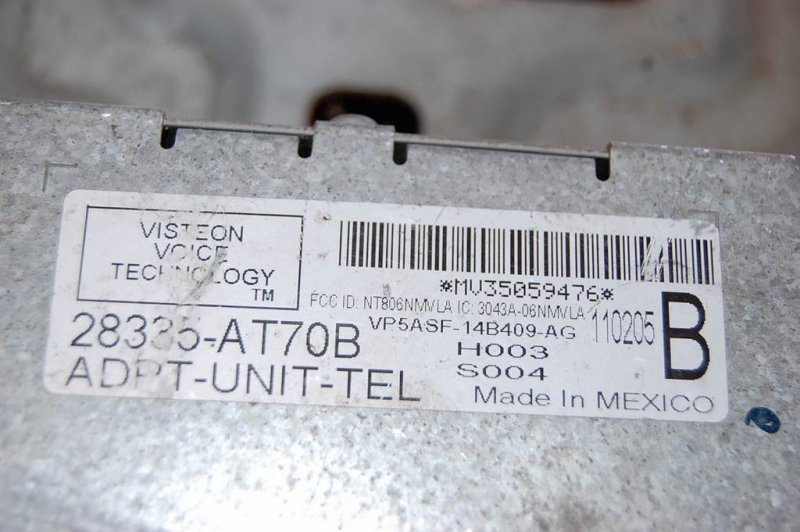 VISTEON
VOICE
TECHNOLOGY
TM
*MV35059476*
FCC ID: NT806NMVLA IC: 3043A-06NMVLA
28335-AT70B
VP5ASF-14B409-AG
110205
B
ADPT-UNIT-TEL
H003
S004
Made In MEXICO